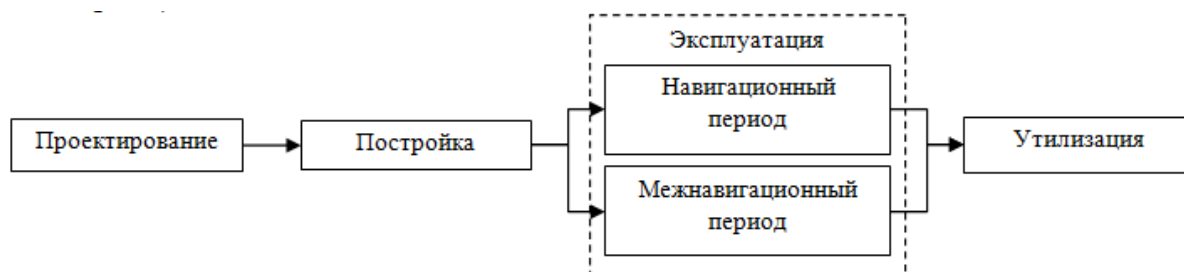 Проектирование
Постройка
Эксплуатация
Навигационный
период
Межнавигационный
период
Утилизация